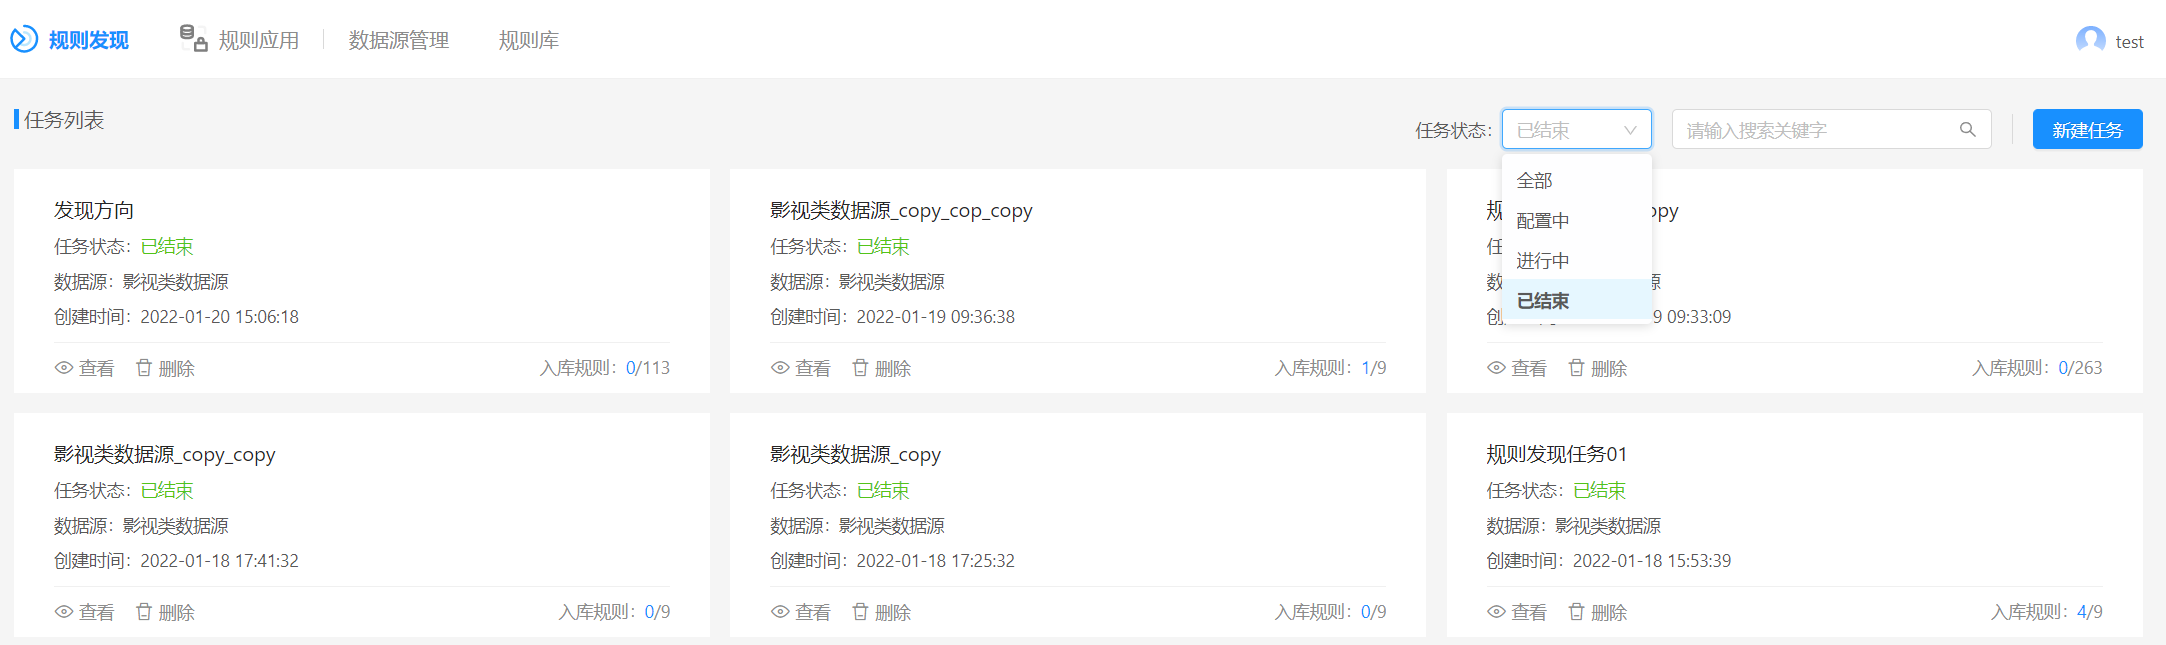 规则发现 规则应用 数据源管理 规则库 test
任务列表 任务状态： 已结束 请输入搜索关键字 新建任务
全部
配置中
进行中
已结束
发现方向
任务状态：已结束
数据源：影视类数据源
创建时间：2022-01-20 15:06:18
查看 删除 入库规则：0/113
影视类数据源_copy_cop_copy
任务状态：已结束
数据源：影视类数据源
创建时间：2022-01-19 09:36:38
查看 删除 入库规则：1/9
规 opy
任
数 源
创 9 09:33:09
查看 删除 入库规则：0/263
影视类数据源_copy_copy
任务状态：已结束
数据源：影视类数据源
创建时间：2022-01-18 17:41:32
查看 删除 入库规则：0/9
影视类数据源_copy
任务状态：已结束
数据源：影视类数据源
创建时间：2022-01-18 17:25:32
查看 删除 入库规则：0/9
规则发现任务01
任务状态：已结束
数据源：影视类数据源
创建时间：2022-01-18 15:53:39
查看 删除 入库规则：4/9